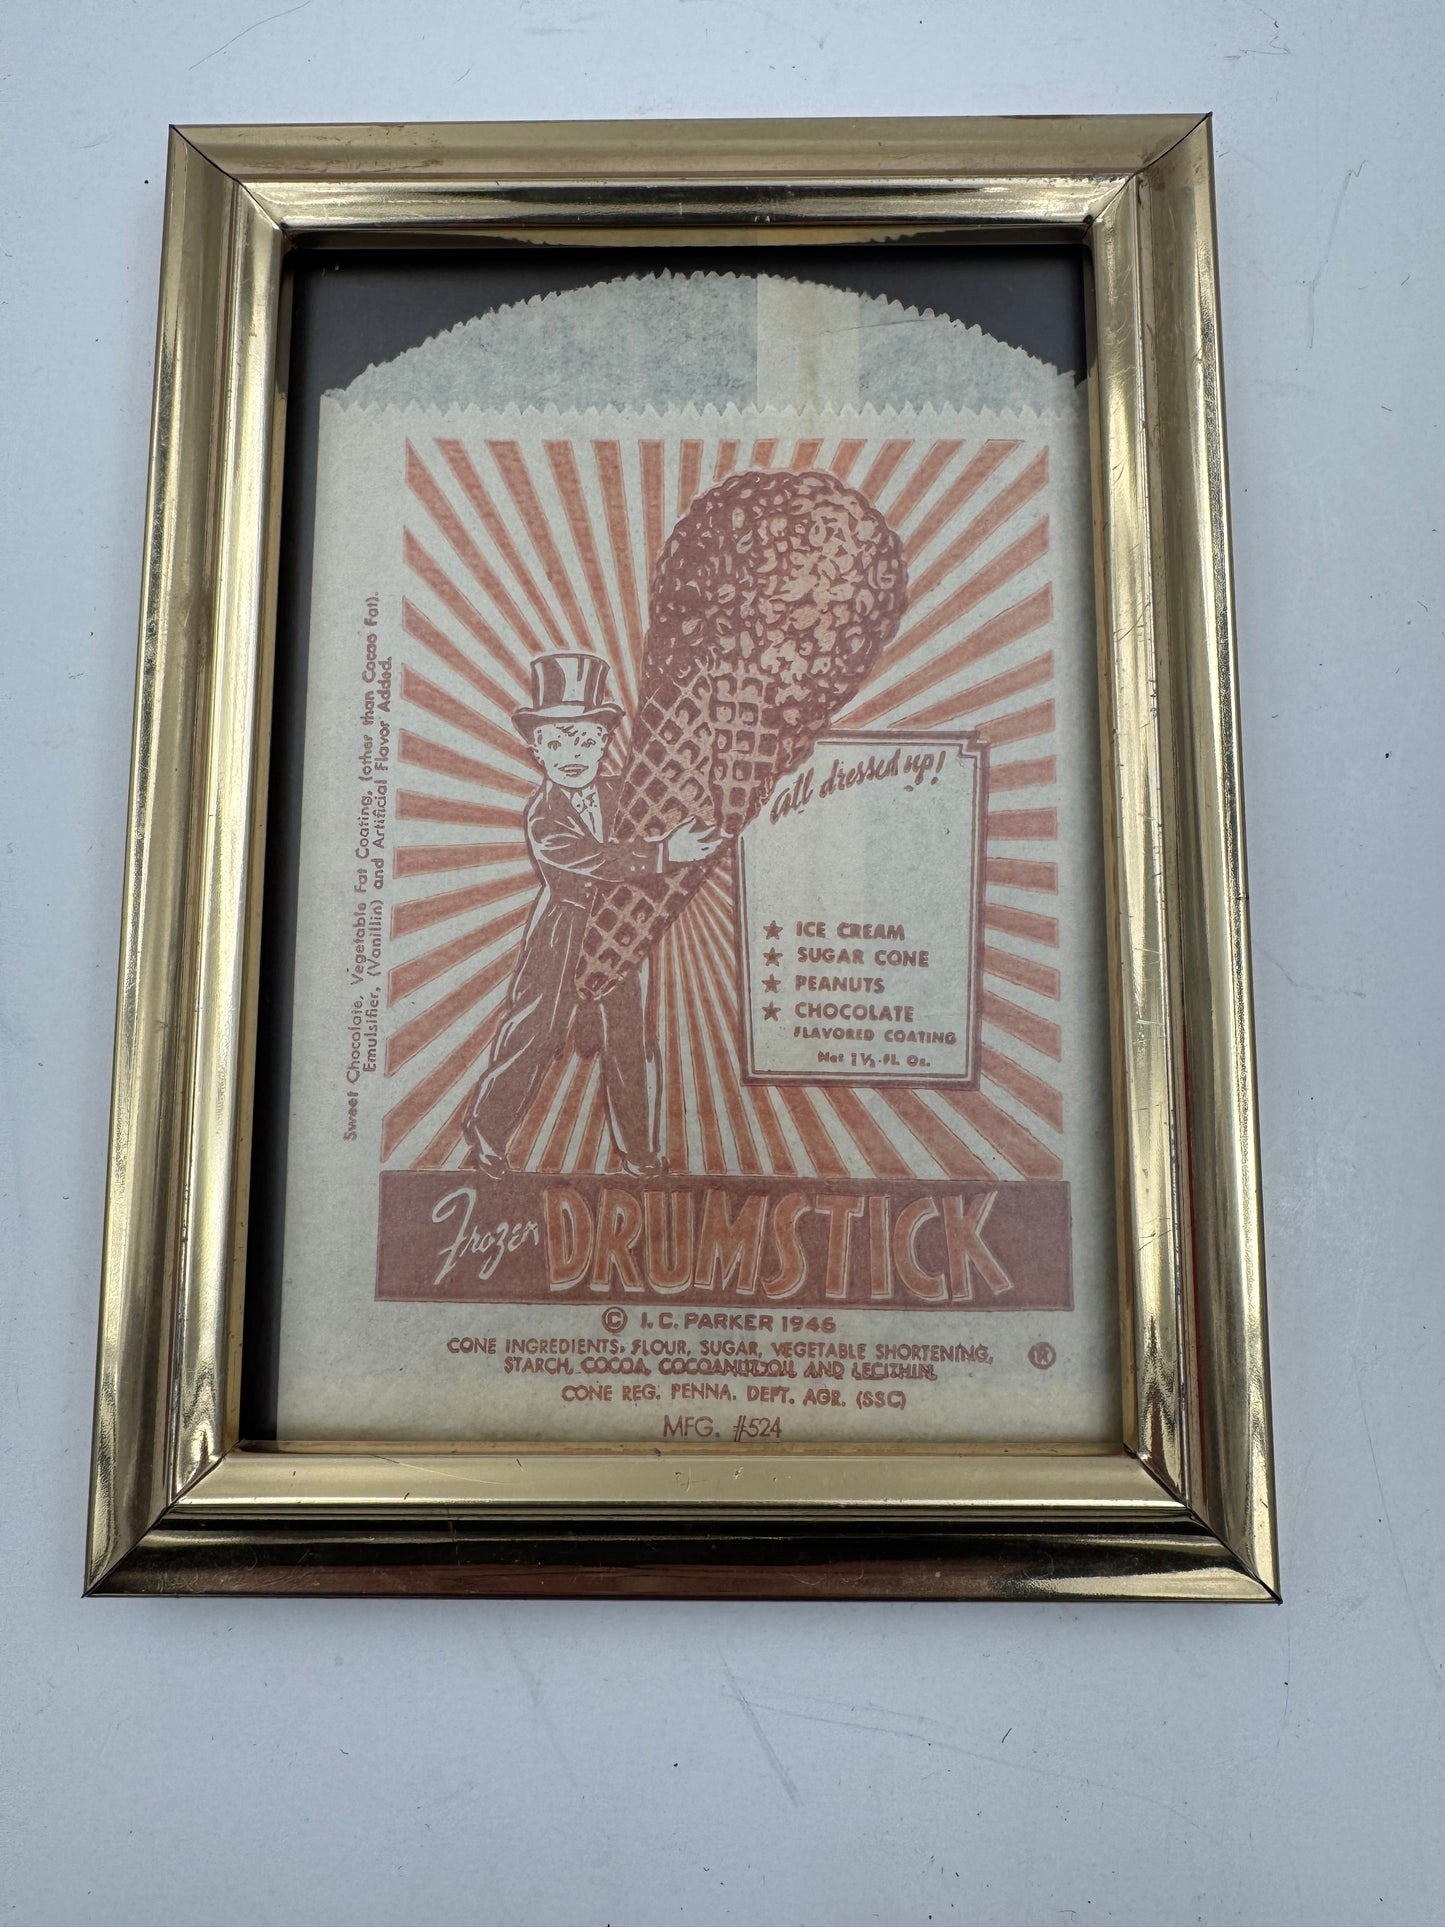 Sweet Chocolate, Vegetable Fat Coating, (other than Cacao Fat).
Emulsifier, (Vanillin) and Artificial Flavor Added.
All dressed up!
★ ICE CREAM
★ SUGAR CONE
★ PEANUTS
★ CHOCOLATE
FLAVORED COATING
Net 1½-FL Oz.
Frozen DRUMSTICK
© I. C. PARKER 1946
CONE INGREDIENTS. FLOUR, SUGAR, VEGETABLE SHORTENING,
STARCH, COCOA, COCOANUT OIL AND LECITHIN,
CONE REG. PENNA. DEPT. AGR. (SSC)
MFG. #524